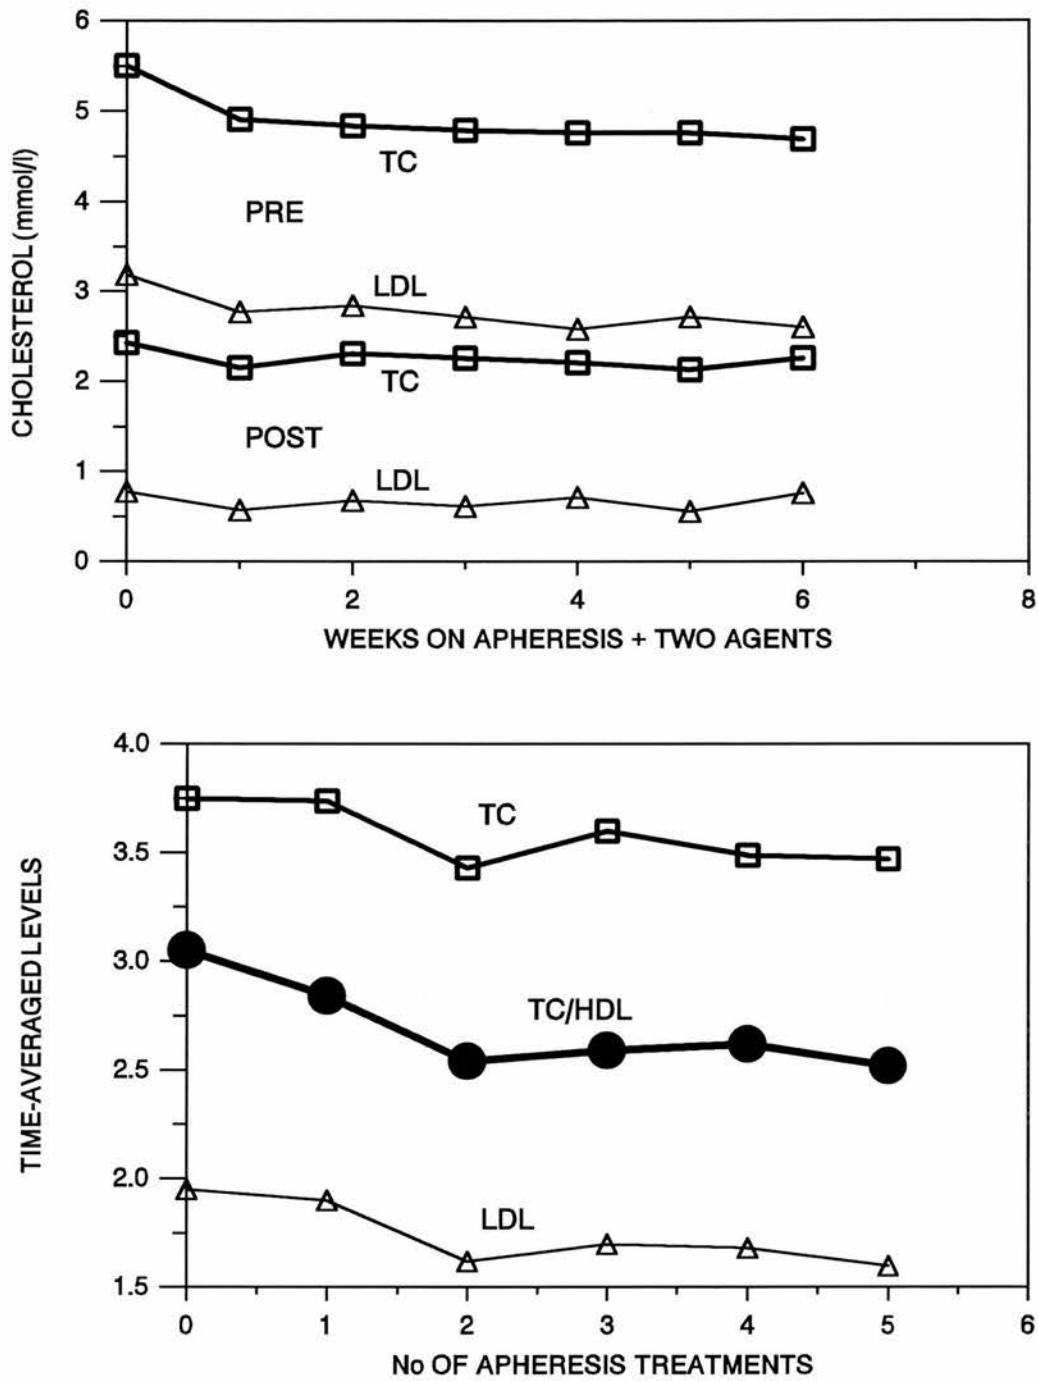 6
5
4
3
2
1
0
CHOLESTEROL (mmol/l)
TC
PRE
LDL
TC
POST
LDL
0 2 4 6 8
WEEKS ON APHERESIS + TWO AGENTS
4.0
3.5
3.0
2.5
2.0
1.5
TIME-AVERAGED LEVELS
TC
TC/HDL
LDL
0 1 2 3 4 5 6
No OF APHERESIS TREATMENTS